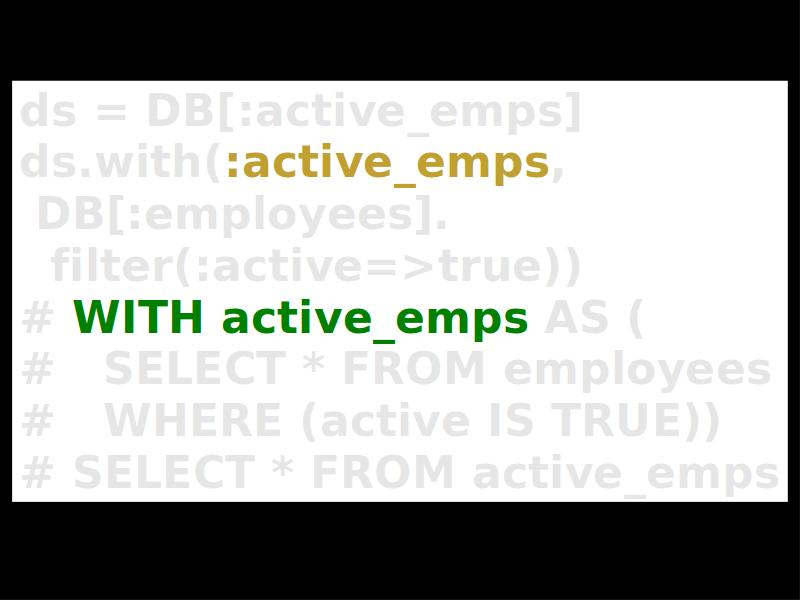 ds = DB[:active_emps]
ds.with(:active_emps,
 DB[:employees].
  filter(:active=>true))
# WITH active_emps AS (
#   SELECT * FROM employees
#   WHERE (active IS TRUE))
# SELECT * FROM active_emps